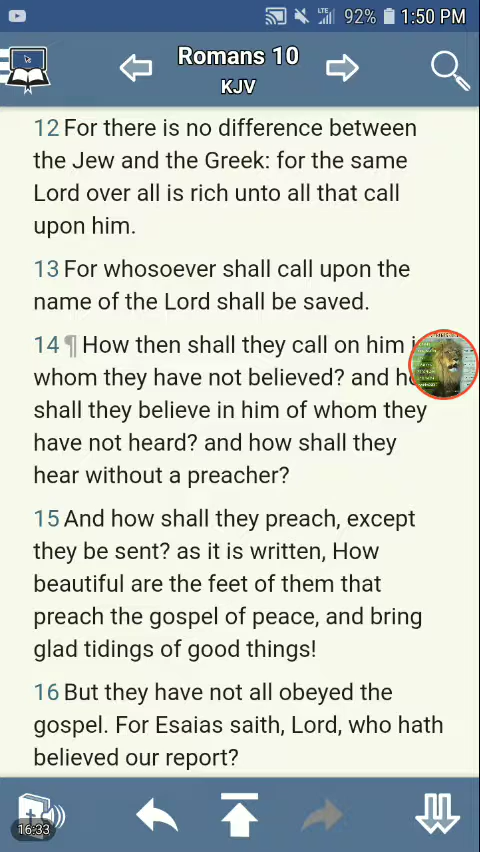 LTE 92% 1:50 PM
Romans 10
KJV
12 For there is no difference between
the Jew and the Greek: for the same
Lord over all is rich unto all that call
upon him.
13 For whosoever shall call upon the
name of the Lord shall be saved.
14 ¶ How then shall they call on him
whom they have not believed? and
shall they believe in him of whom they
have not heard? and how shall they
hear without a preacher?
15 And how shall they preach, except
they be sent? as it is written, How
beautiful are the feet of them that
preach the gospel of peace, and bring
glad tidings of good things!
16 But they have not all obeyed the
gospel. For Esaias saith, Lord, who hath
believed our report?
16:33